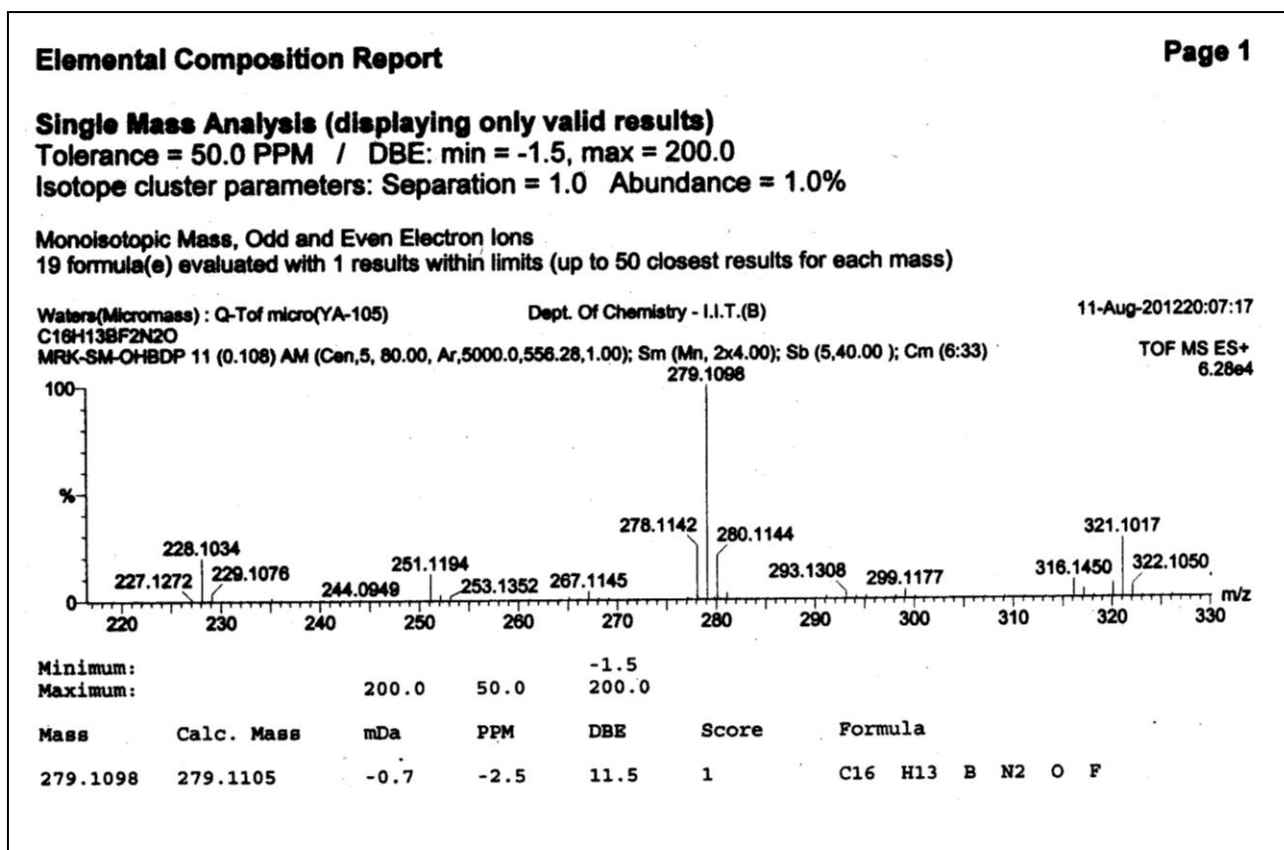 Elemental Composition Report
Page 1
Single Mass Analysis (displaying only valid results)
Tolerance = 50.0 PPM / DBE: min = -1.5, max = 200.0
Isotope cluster parameters: Separation = 1.0 Abundance = 1.0%
Monoisotopic Mass, Odd and Even Electron Ions
19 formula(e) evaluated with 1 results within limits (up to 50 closest results for each mass)
Waters(Micromass) : Q-Tof micro(YA-105) Dept. Of Chemistry - I.I.T.(B) 11-Aug-201220:07:17
C16H13BF2N2O
MRK-SM-OHBDP 11 (0.108) AM (Cen,5, 80.00, Ar,5000.0,556.28,1.00); Sm (Mn, 2x4.00); Sb (5,40.00 ); Cm (6:33) TOF MS ES+
6.28e4
279.1098
100
%
0
278.1142
280.1144
321.1017
228.1034
227.1272
229.1076
244.0949
251.1194
253.1352
267.1145
293.1308
299.1177
316.1450
322.1050
m/z
220 230 240 250 260 270 280 290 300 310 320 330
Minimum: -1.5
Maximum: 200.0 50.0 200.0
Mass Calc. Mass mDa PPM DBE Score Formula
279.1098 279.1105 -0.7 -2.5 11.5 1 C16 H13 B N2 O F